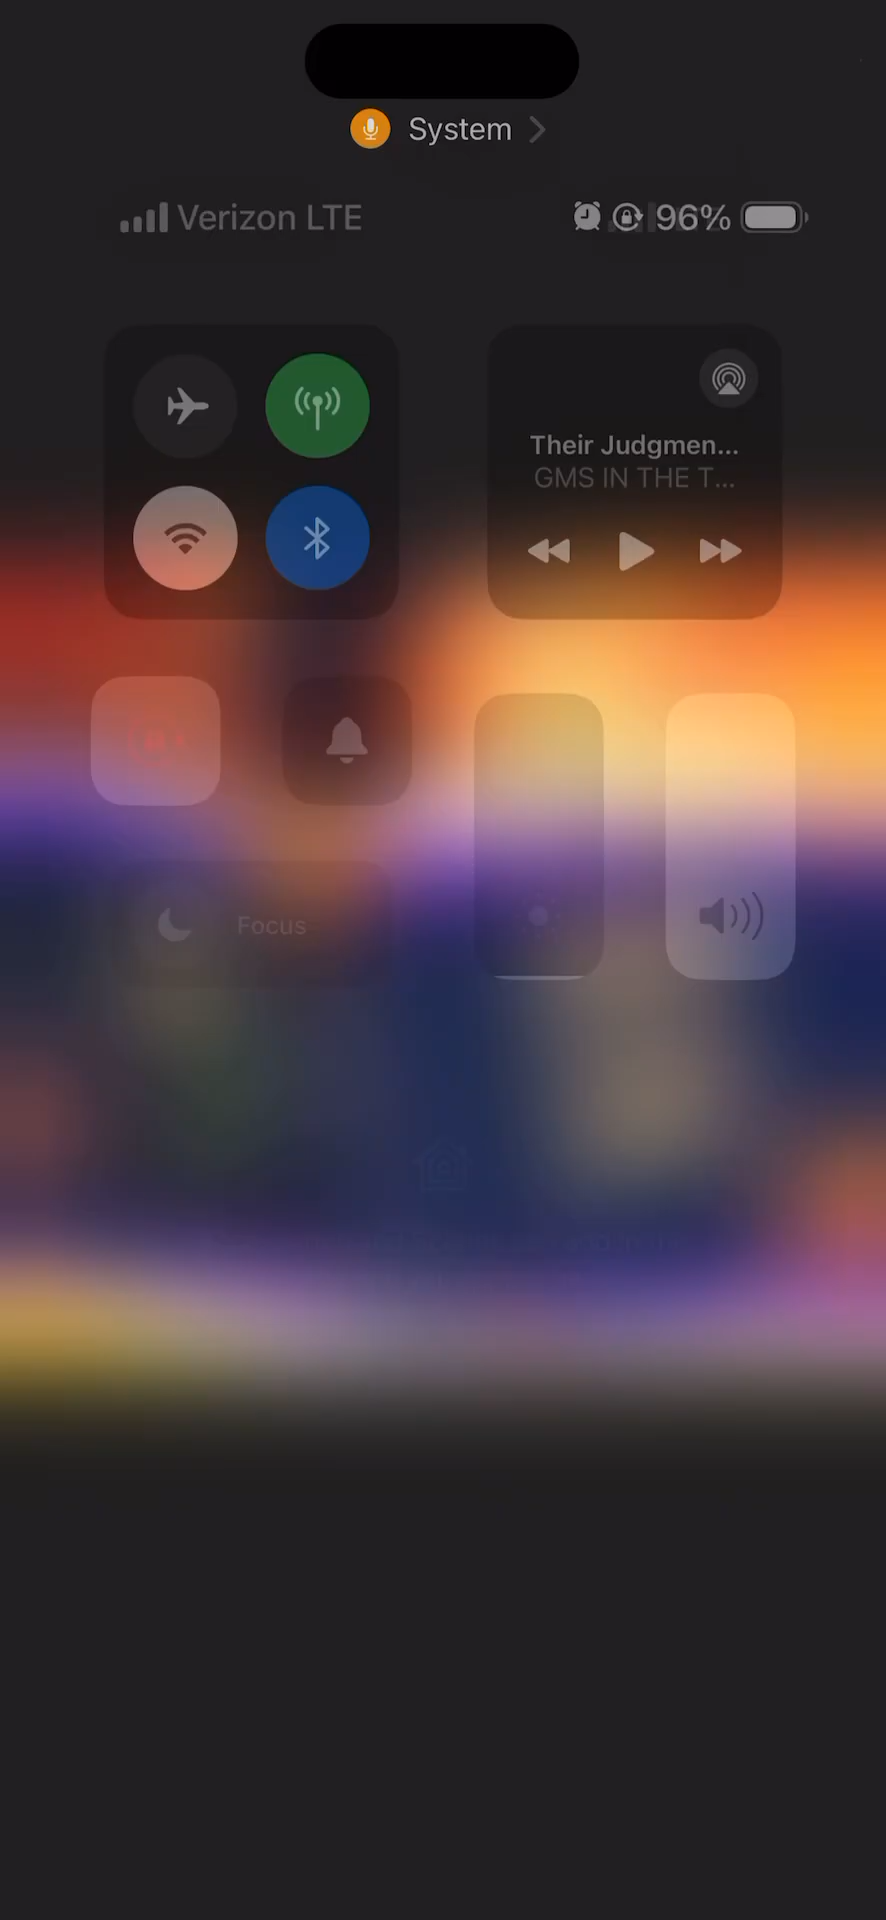 System
Verizon LTE 96%
Their Judgmen...
GMS IN THE T...
Focus